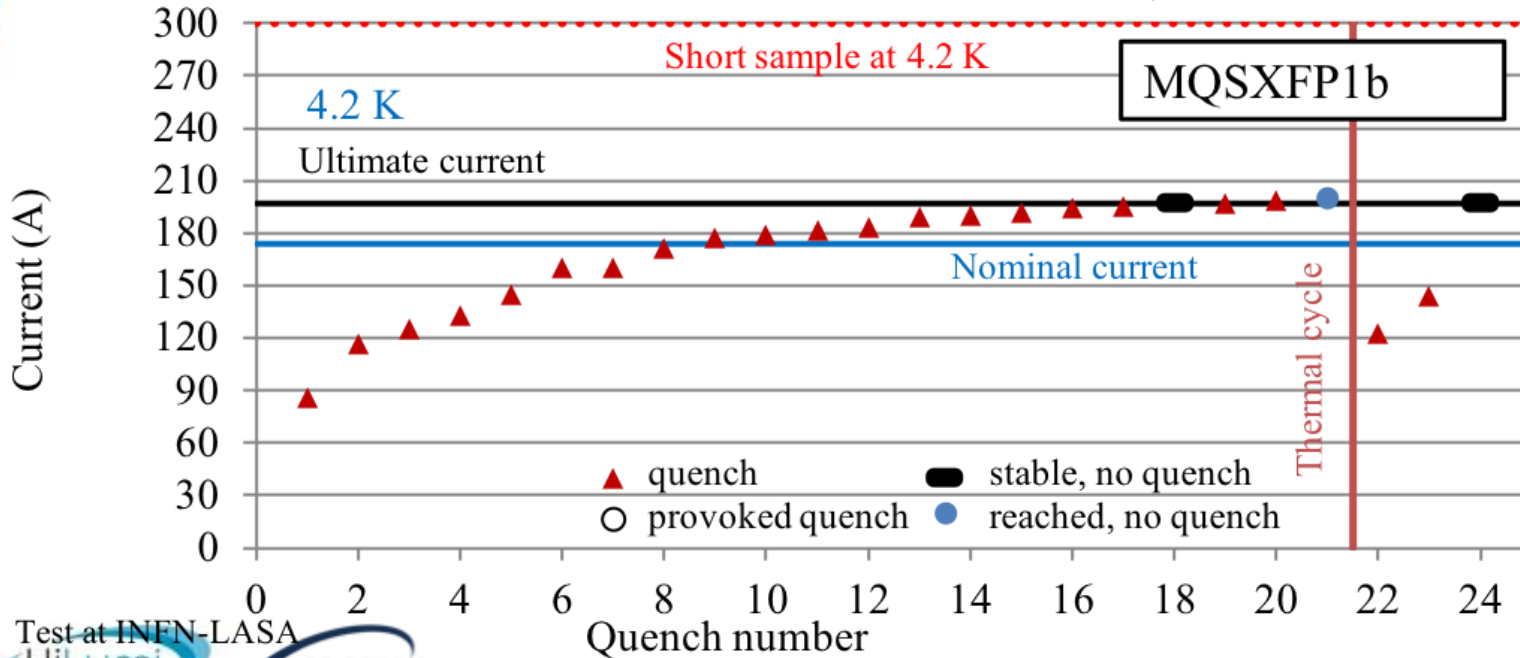 300
Short sample at 4.2 K
270
MQSXFP1b
4.2 K
240
Ultimate current
210
180
Nominal current
150
120
90
60
30
0
Current (A)
Thermal cycle
quench
stable, no quench
provoked quench
reached, no quench
0 2 4 6 8 10 12 14 16 18 20 22 24
Test at INFN-LASA
Quench number